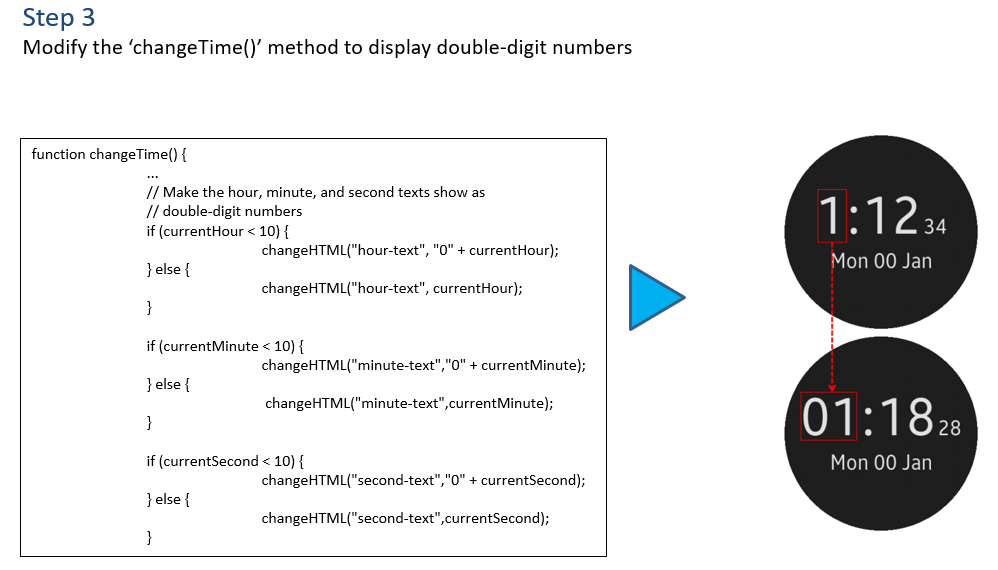 Step 3
Modify the ‘changeTime()’ method to display double-digit numbers
function changeTime() {
...
// Make the hour, minute, and second texts show as
// double-digit numbers
if (currentHour < 10) {
changeHTML("hour-text", "0" + currentHour);
} else {
changeHTML("hour-text", currentHour);
}
if (currentMinute < 10) {
changeHTML("minute-text","0" + currentMinute);
} else {
changeHTML("minute-text",currentMinute);
}
if (currentSecond < 10) {
changeHTML("second-text","0" + currentSecond);
} else {
changeHTML("second-text",currentSecond);
}
1:12 34
Mon 00 Jan
01:18 28
Mon 00 Jan